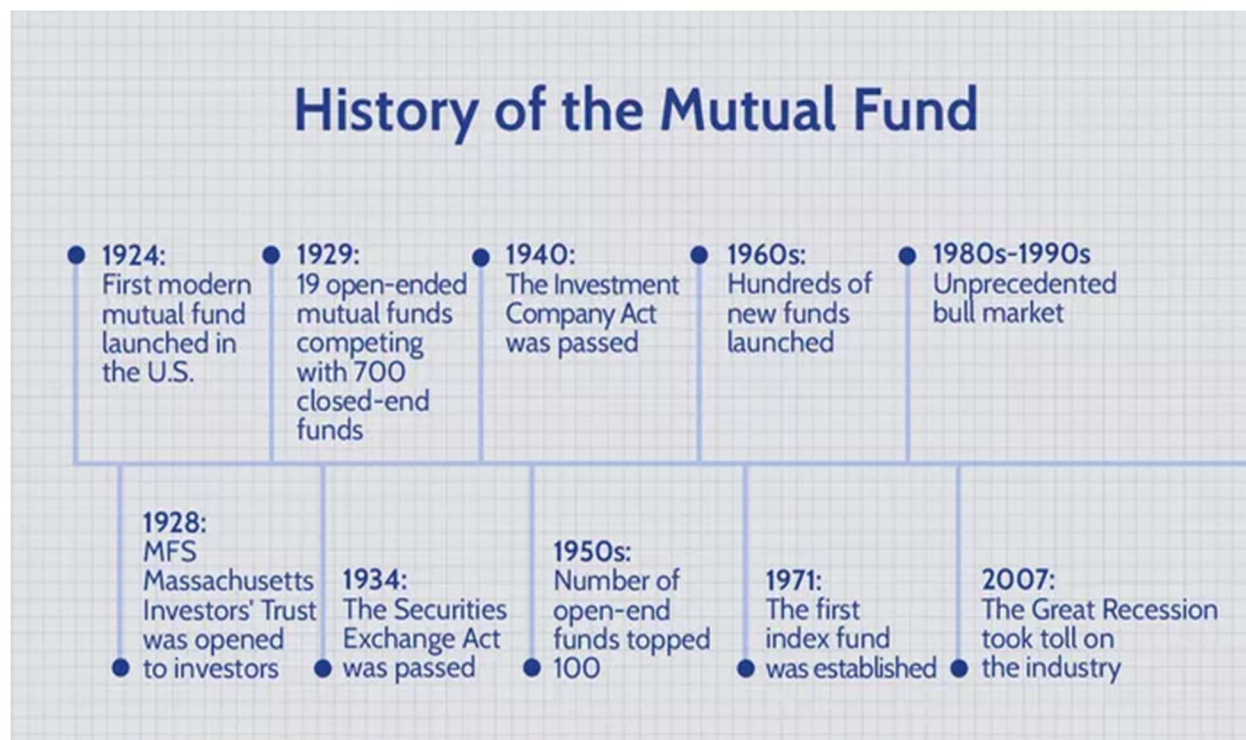 History of the Mutual Fund
1924:
First modern
mutual fund
launched in
the U.S.
1928:
MFS
Massachusetts
Investors' Trust
was opened
to investors
1929:
19 open-ended
mutual funds
competing
with 700
closed-end
funds
1934:
The Securities
Exchange Act
was passed
1940:
The Investment
Company Act
was passed
1950s:
Number of
open-end
funds topped
100
1960s:
Hundreds of
new funds
launched
1971:
The first
index fund
was established
1980s-1990s
Unprecedented
bull market
2007:
The Great Recession
took toll on
the industry